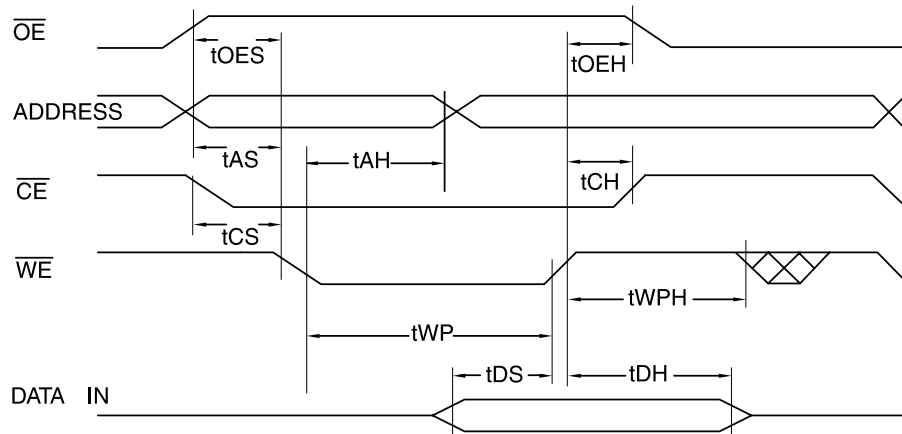 OE
tOES
tOEH
ADDRESS
tAS
tAH
tCH
CE
tCS
WE
tWPH
tWP
tDS
tDH
DATA IN